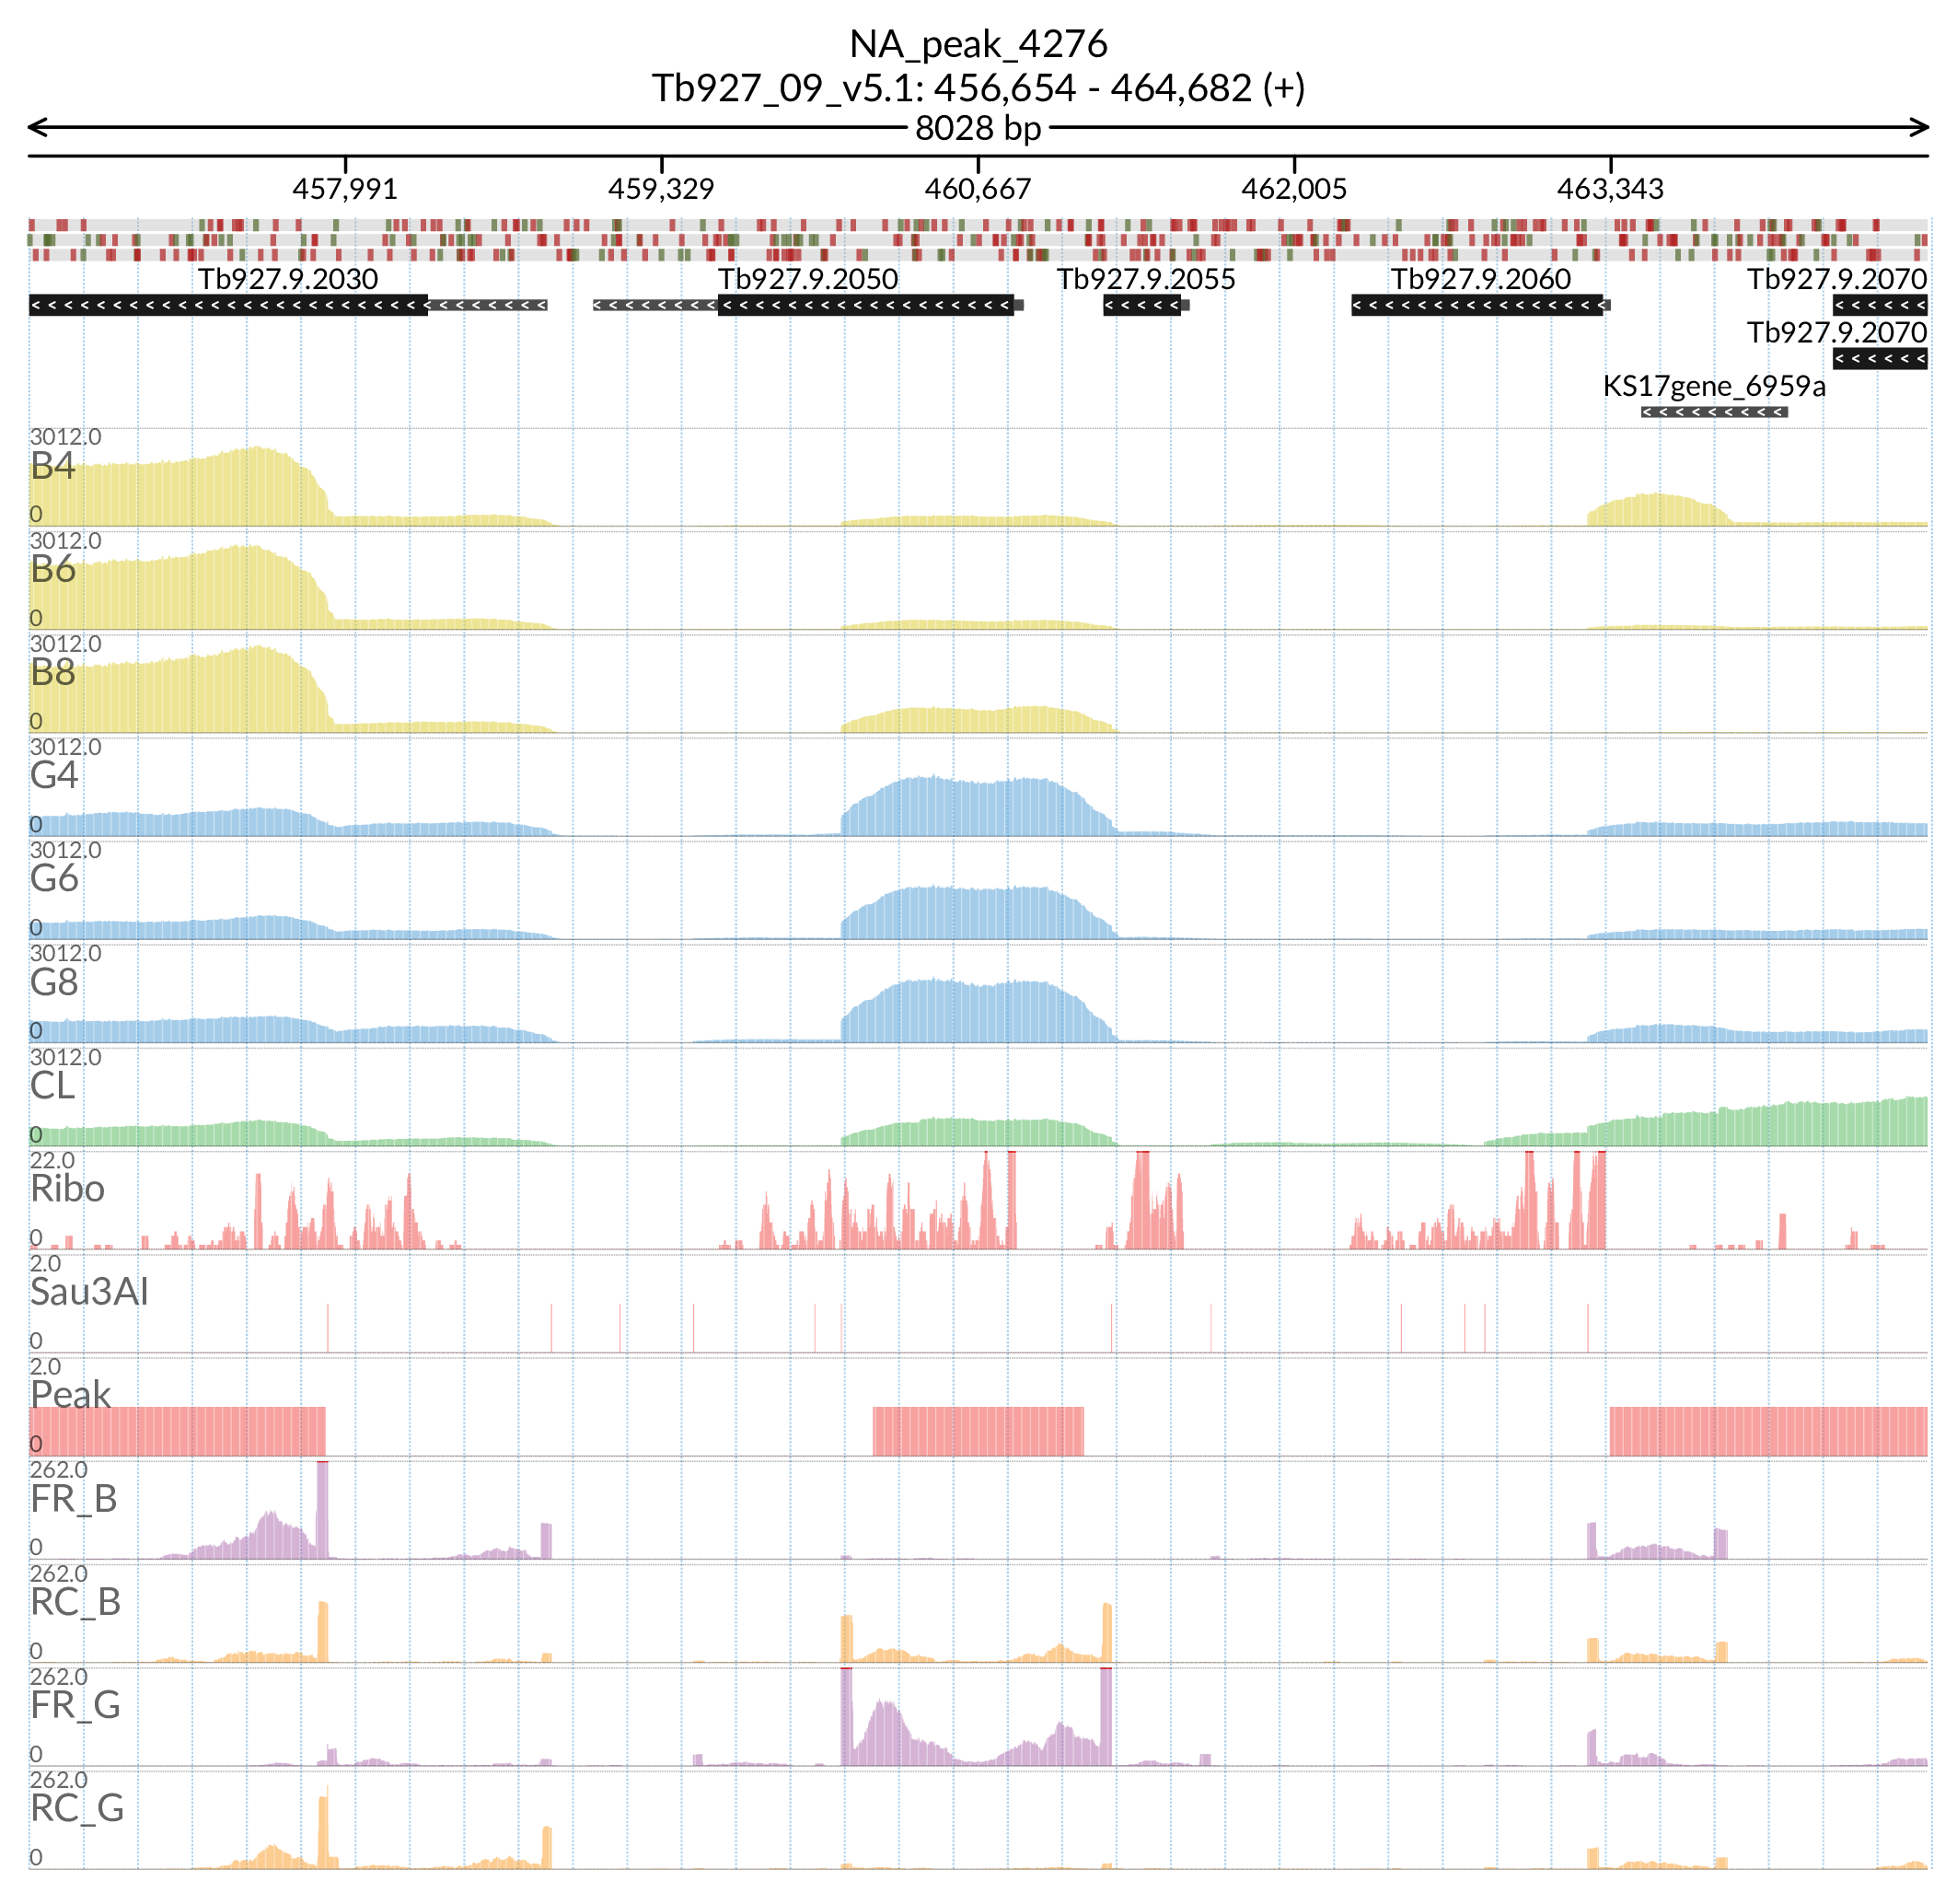 NA_peak_4276
Tb927_09_v5.1: 456,654 - 464,682 (+)
8028 bp
457,991 459,329 460,667 462,005 463,343
Tb927.9.2030 Tb927.9.2050 Tb927.9.2055 Tb927.9.2060 Tb927.9.2070
Tb927.9.2070
KS17gene_6959a
3012.0
B4
0
3012.0
B6
0
3012.0
B8
0
3012.0
G4
0
3012.0
G6
0
3012.0
G8
0
3012.0
CL
0
22.0
Ribo
0
2.0
Sau3AI
0
2.0
Peak
0
262.0
FR_B
0
262.0
RC_B
0
262.0
FR_G
0
262.0
RC_G
0